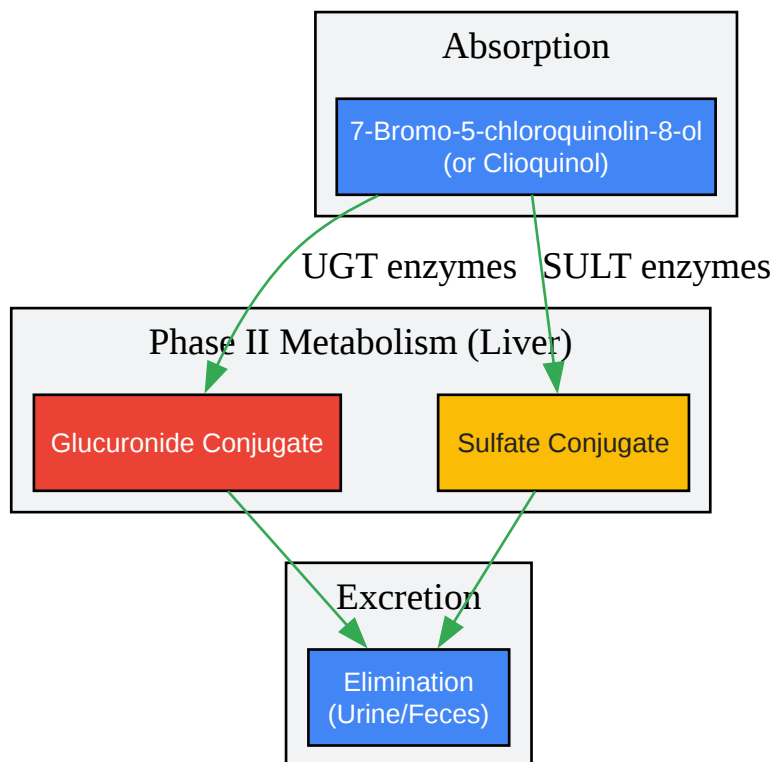 Absorption
7-Bromo-5-chloroquinolin-8-ol
(or Clioquinol)
UGT enzymes
SULT enzymes
Phase II Metabolism (Liver)
Glucuronide Conjugate
Sulfate Conjugate
Excretion
Elimination
(Urine/Feces)